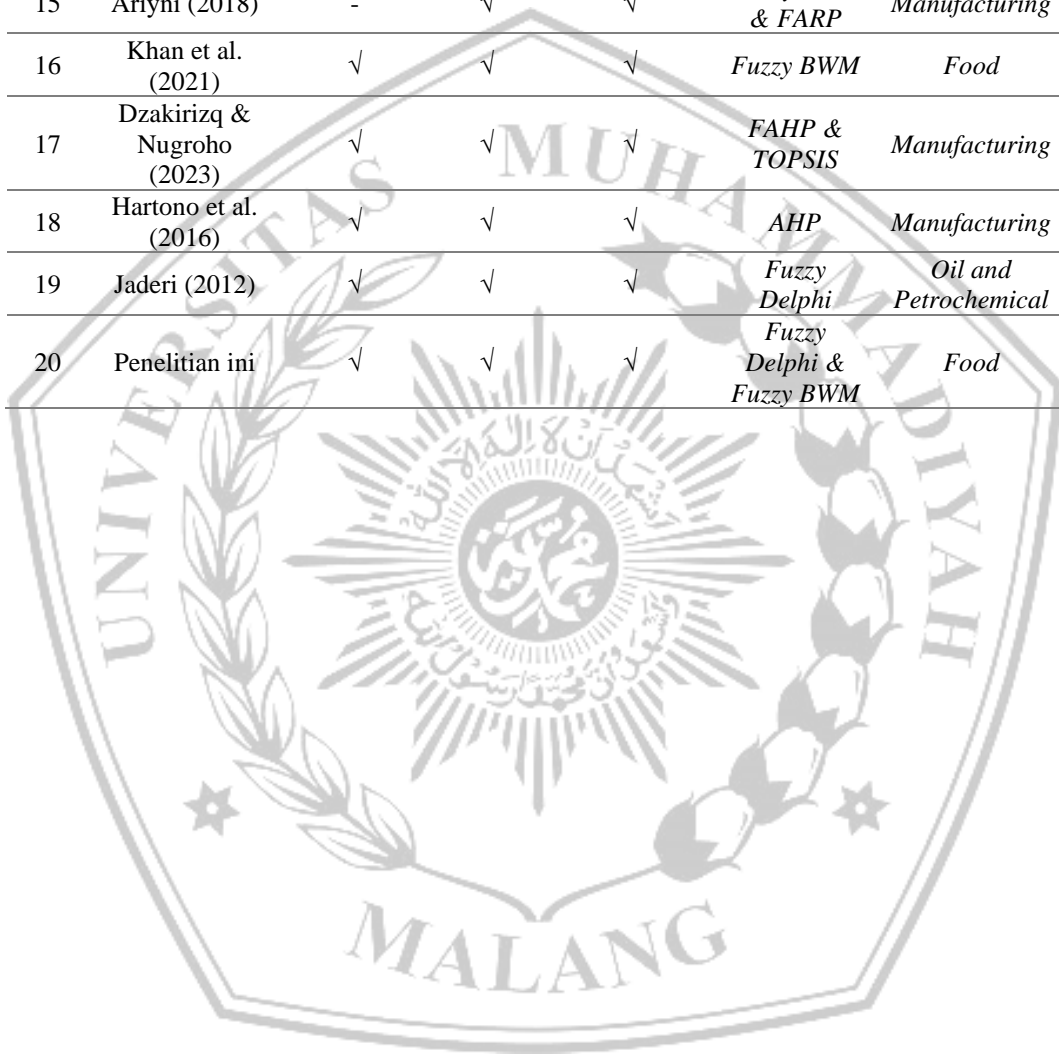 15 Ariyni (2018) - √ √ Manufacturing
& FARP
16 Khan et al. (2021) √ √ √ Fuzzy BWM Food
17 Dzakirizq & Nugroho (2023) √ √ √ FAHP & TOPSIS Manufacturing
18 Hartono et al. (2016) √ √ √ AHP Manufacturing
19 Jaderi (2012) √ √ √ Fuzzy Delphi Oil and Petrochemical
20 Penelitian ini √ √ √ Fuzzy Delphi & Fuzzy BWM Food
UNIVERSITAS MUHAMMADIYAH
MALANG